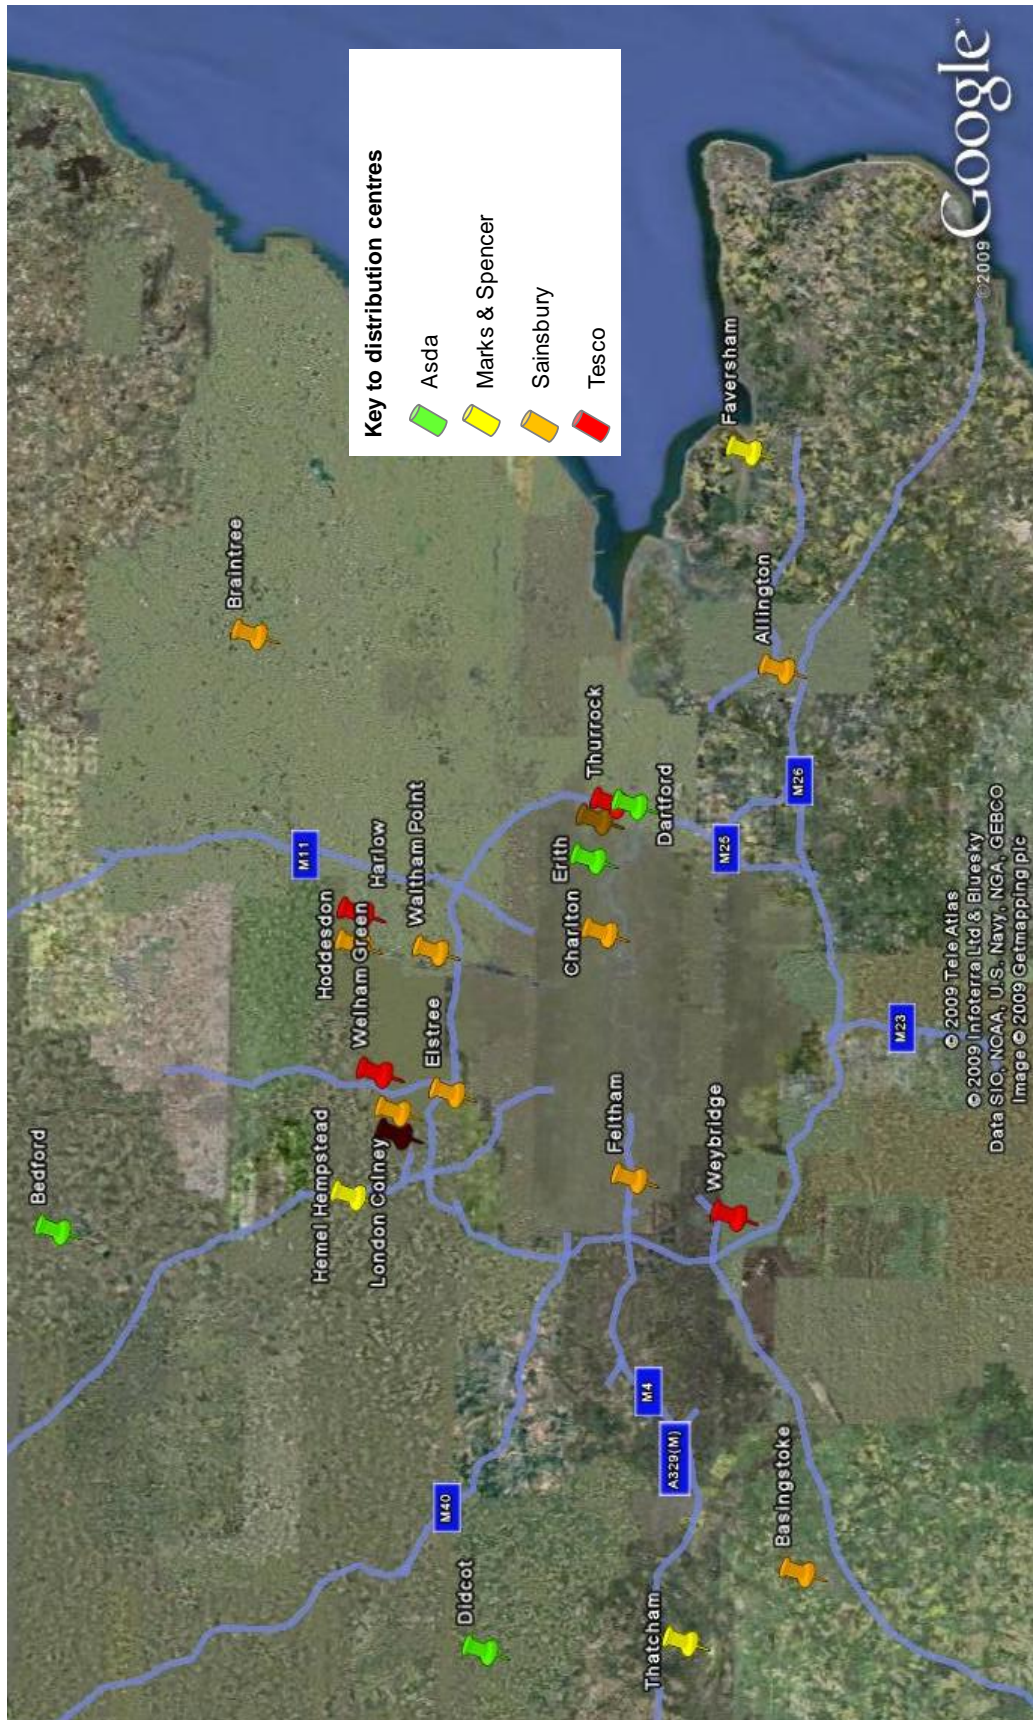 Key to distribution centres
Asda
Marks & Spencer
Sainsbury
Tesco
Bedford
Braintree
M11
Hemel Hempstead
Hoddesdon
Harlow
Welham Green
London Colney
Waltham Point
Elstree
M40
Didcot
Thurrock
Erith
Charlton
Dartford
Feltham
M4
A329(M)
Thatcham
Weybridge
M25
Faversham
Allington
M26
Basingstoke
M23
© 2009 Tele Atlas
© 2009 Infoterra Ltd & Bluesky
Data SIO, NOAA, U.S. Navy, NGA, GEBCO
Image © 2009 Getmapping plc
©2009 Google™